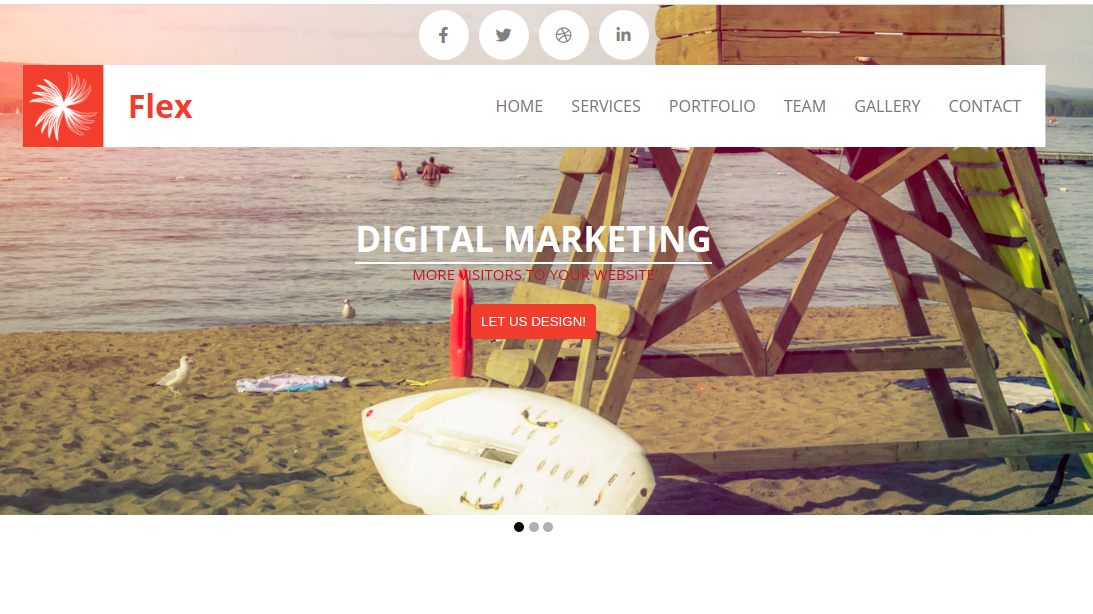 Flex
HOME SERVICES PORTFOLIO TEAM GALLERY CONTACT
DIGITAL MARKETING
MORE VISITORS TO YOUR WEBSITE
LET US DESIGN!